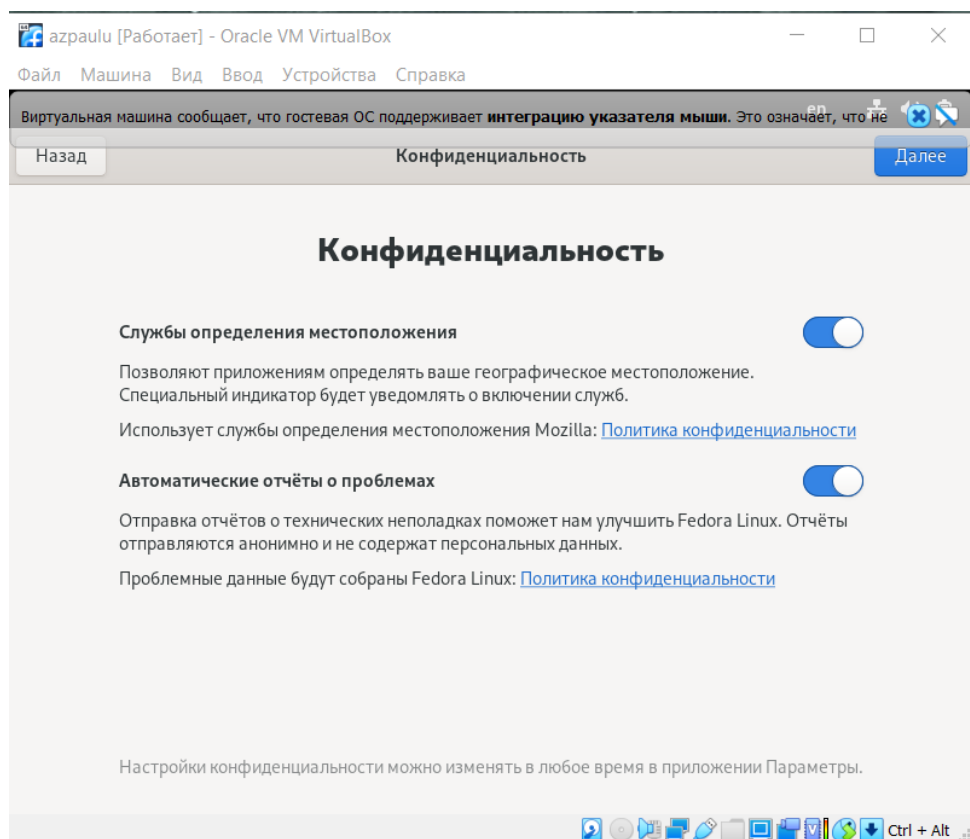 azpaulu [Работает] - Oracle VM VirtualBox
Файл Машина Вид Ввод Устройства Справка
en
Виртуальная машина сообщает, что гостевая ОС поддерживает интеграцию указателя мыши. Это означает, что не
Назад Конфиденциальность Далее
Конфиденциальность
Службы определения местоположения
Позволяют приложениям определять ваше географическое местоположение.
Специальный индикатор будет уведомлять о включении служб.
Использует службы определения местоположения Mozilla: Политика конфиденциальности
Автоматические отчёты о проблемах
Отправка отчётов о технических неполадках поможет нам улучшить Fedora Linux. Отчёты
отправляются анонимно и не содержат персональных данных.
Проблемные данные будут собраны Fedora Linux: Политика конфиденциальности
Настройки конфиденциальности можно изменять в любое время в приложении Параметры.
Ctrl + Alt